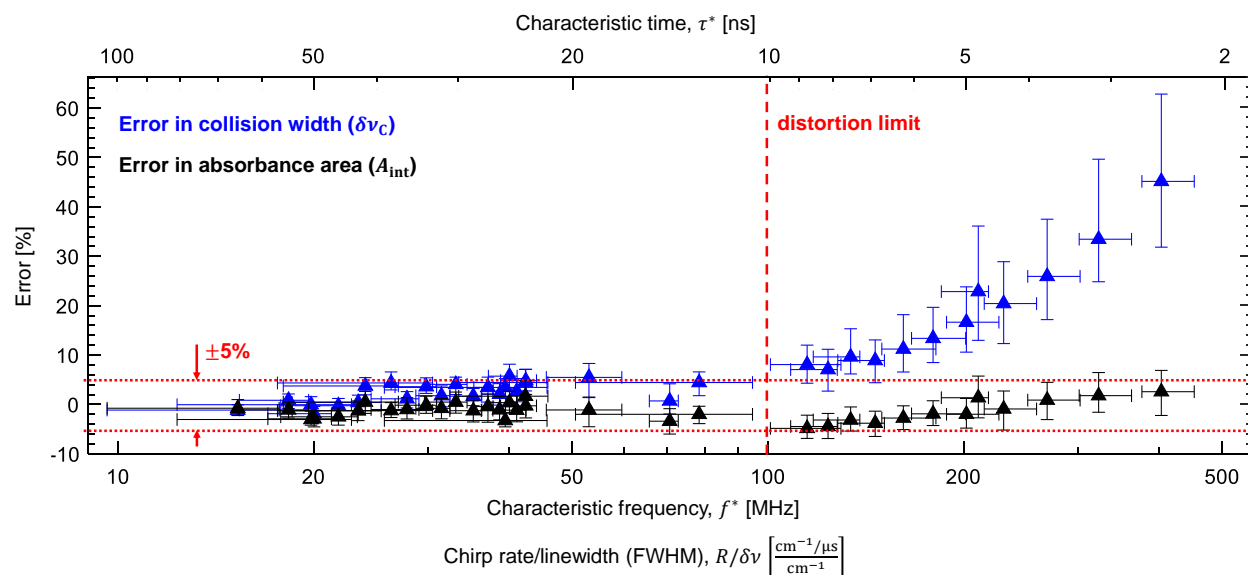 Characteristic time, τ* [ns]
100 50 20 10 5 2
Error in collision width (δν_C)
Error in absorbance area (A_int)
distortion limit
±5%
Error [%]
60
50
40
30
20
10
0
-10
10 20 50 100 200 500
Characteristic frequency, f* [MHz]
Chirp rate/linewidth (FWHM), R/δν [cm⁻¹/μs / cm⁻¹]